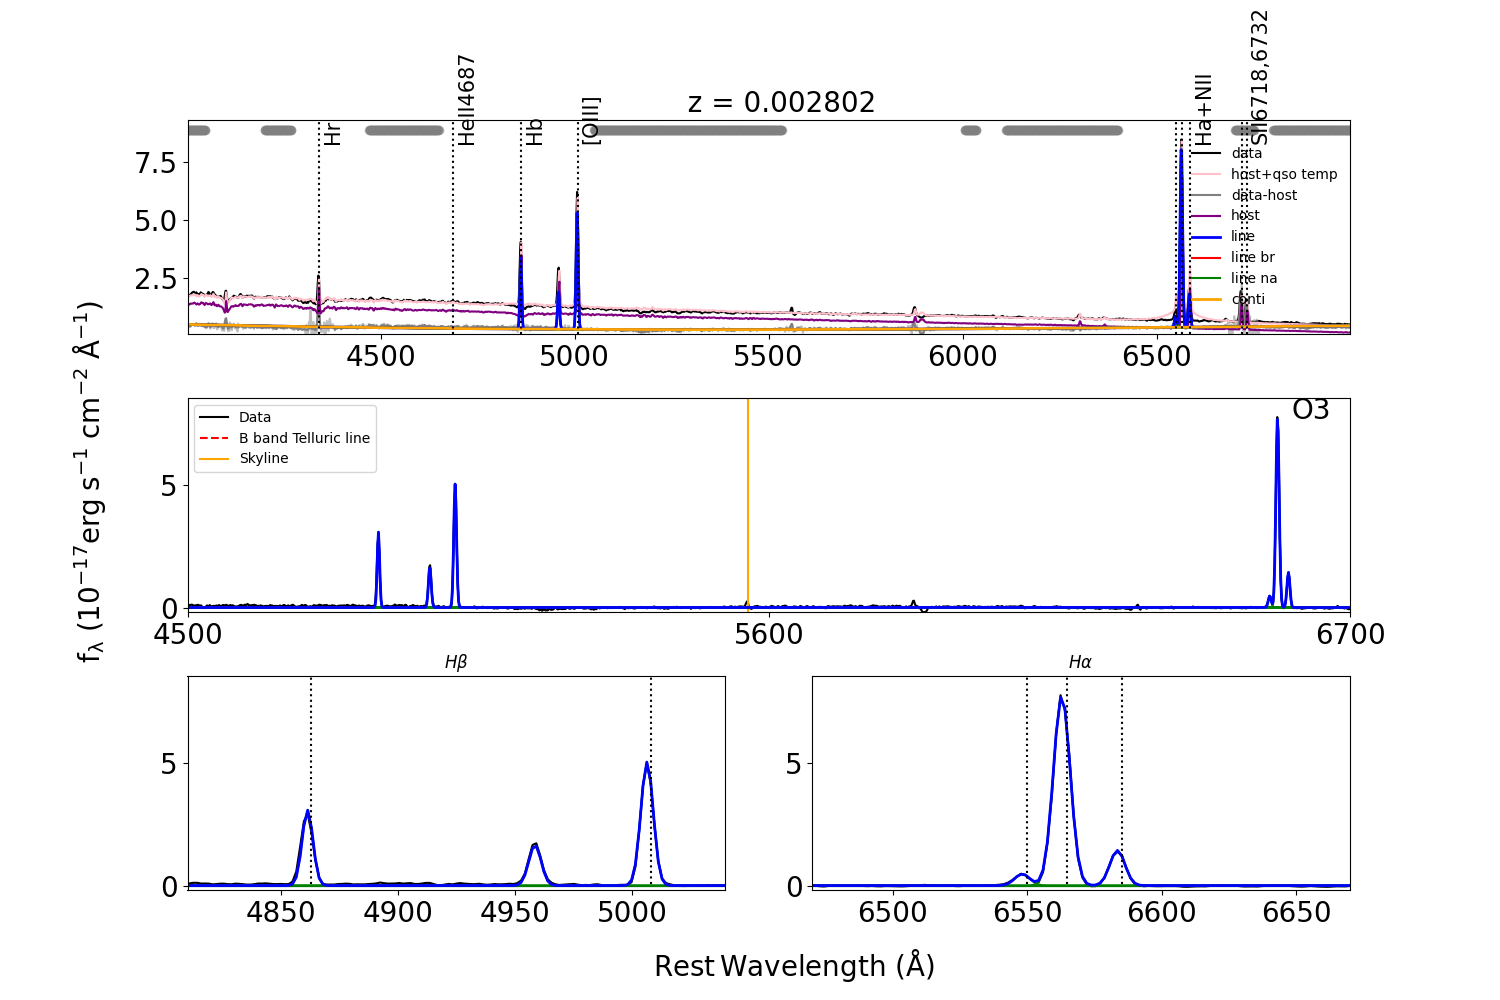 z = 0.002802
Hr
HeII4687
Hb
[OIII]
Ha+NII
SII6718,6732
7.5
5.0
2.5
data
host+qso temp
data-host
host
line
line br
line na
conti
4500
5000
5500
6000
6500
fλ (10⁻¹⁷erg s⁻¹ cm⁻² Å⁻¹)
Data
B band Telluric line
Skyline
O3
5
0
4500
5600
6700
Hβ
5
0
4850
4900
4950
5000
Hα
5
0
6500
6550
6600
6650
Rest Wavelength (Å)